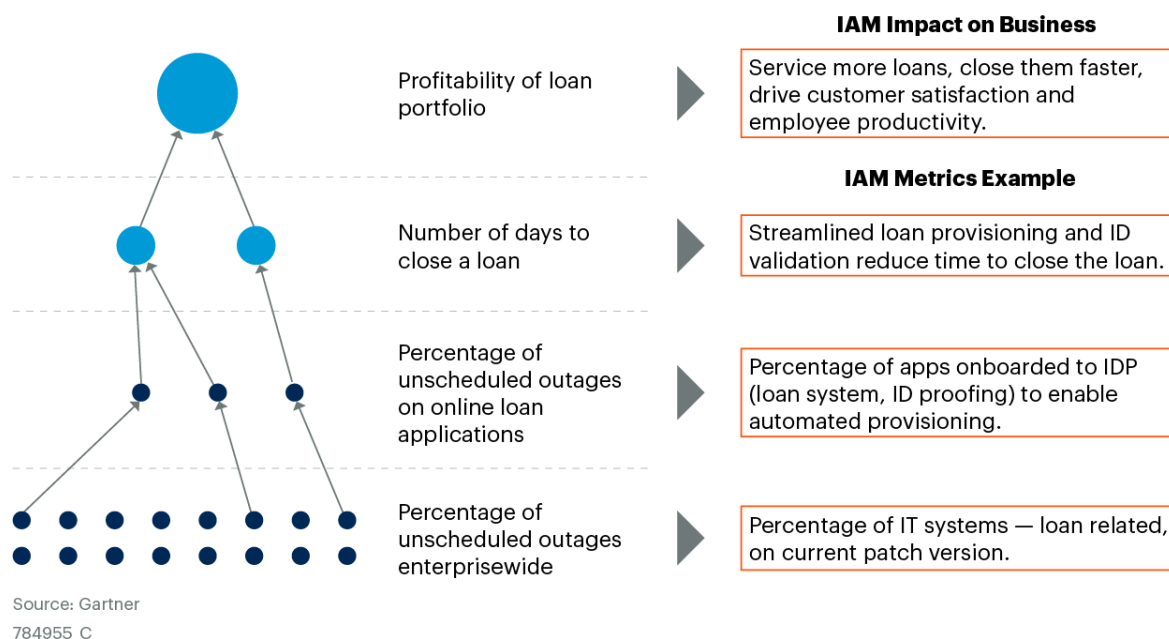 IAM Impact on Business
Profitability of loan
portfolio
Service more loans, close them faster,
drive customer satisfaction and
employee productivity.
IAM Metrics Example
Number of days to
close a loan
Streamlined loan provisioning and ID
validation reduce time to close the loan.
Percentage of
unscheduled outages
on online loan
applications
Percentage of apps onboarded to IDP
(loan system, ID proofing) to enable
automated provisioning.
Percentage of
unscheduled outages
enterprisewide
Percentage of IT systems — loan related,
on current patch version.
Source: Gartner
784955 C